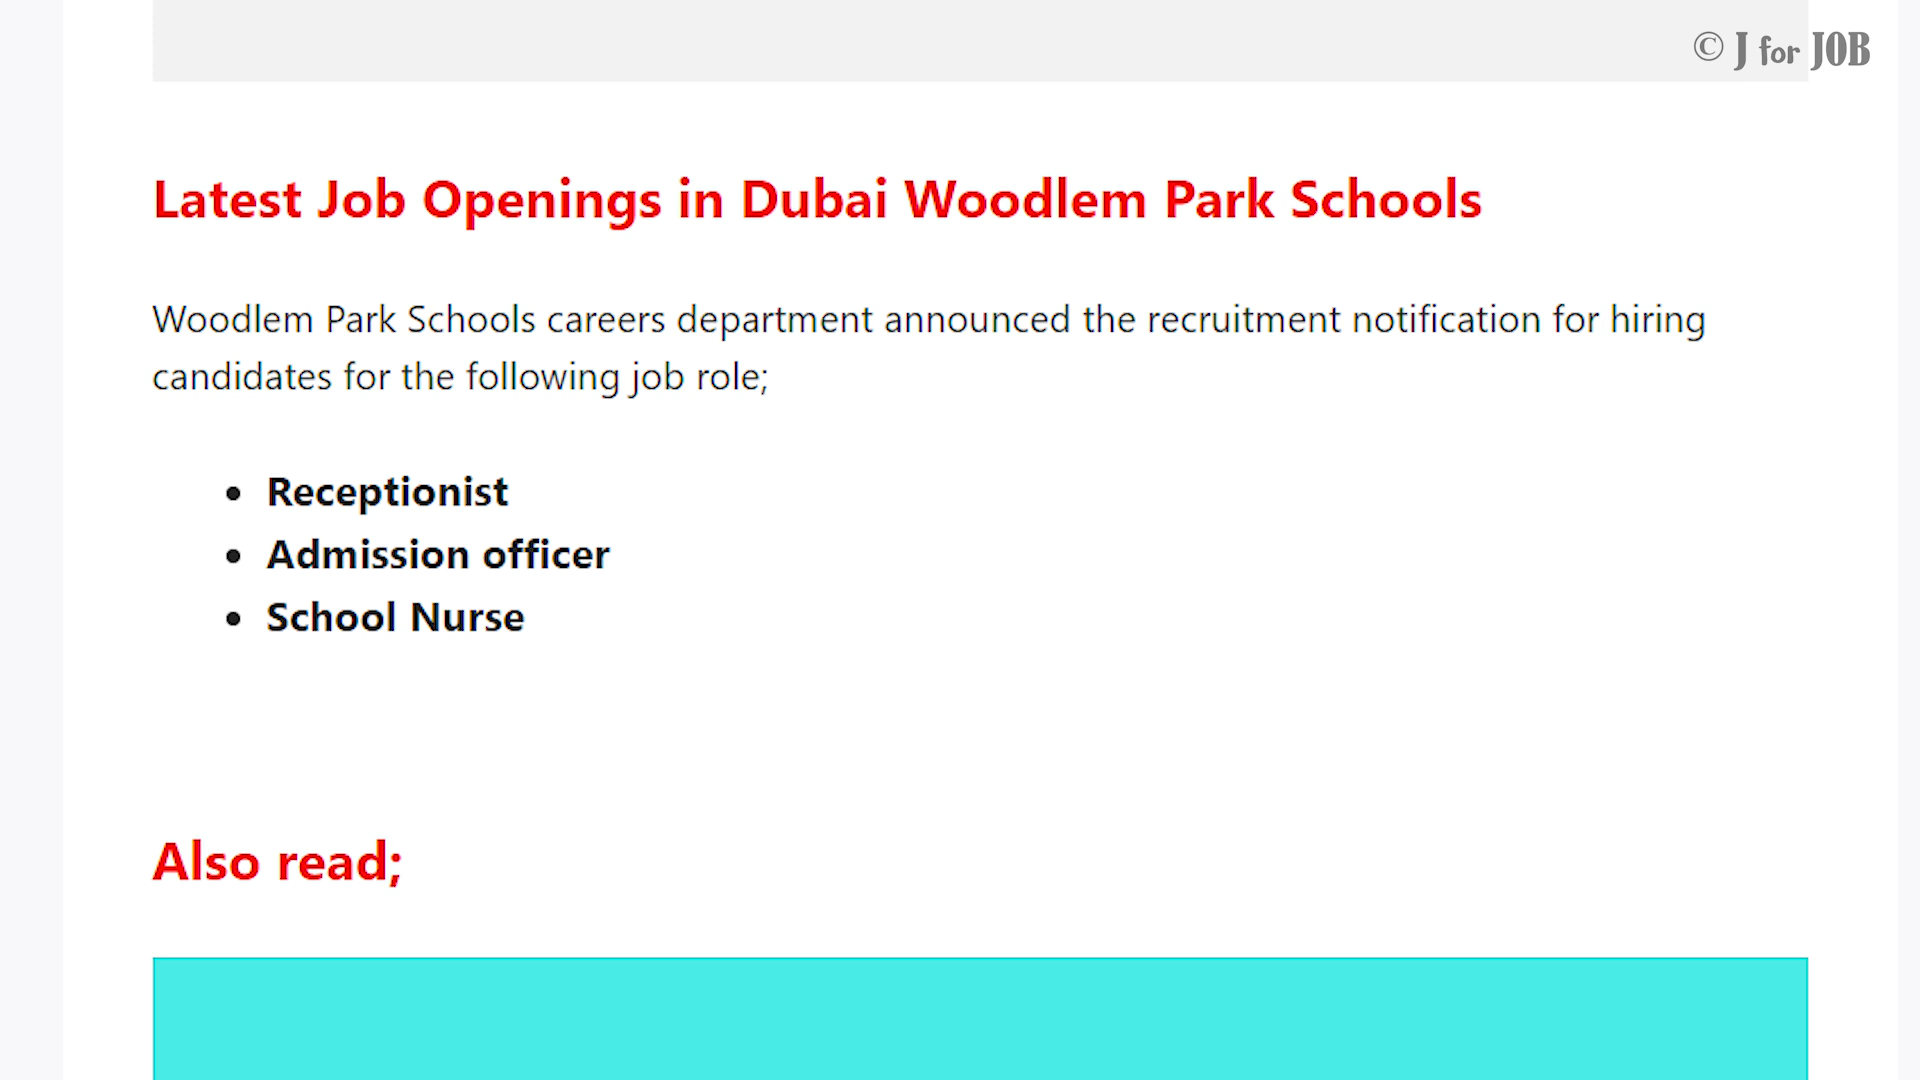 © J for JOB
Latest Job Openings in Dubai Woodlem Park Schools
Woodlem Park Schools careers department announced the recruitment notification for hiring
candidates for the following job role;
• Receptionist
• Admission officer
• School Nurse
Also read;